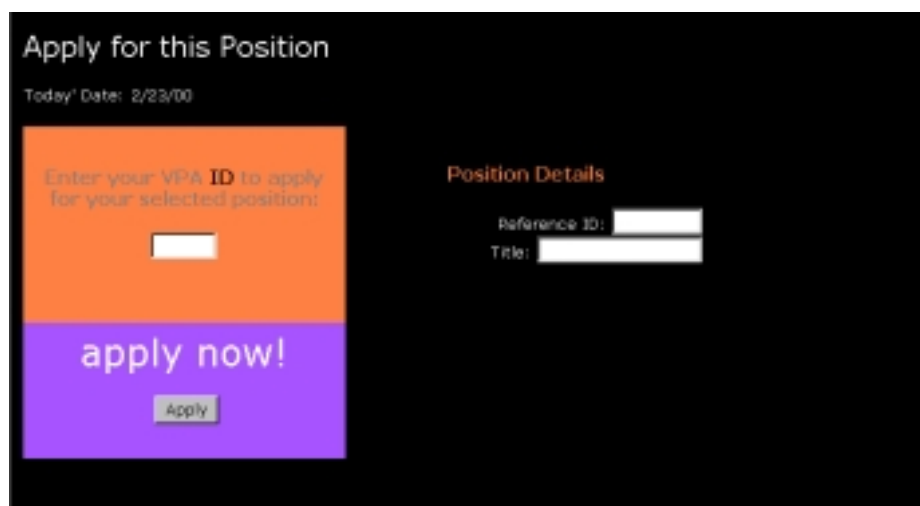 Apply for this Position
Today' Date: 2/23/00
Enter your VPA ID to apply
for your selected position:
apply now!
Apply
Position Details
Reference ID:
Title: